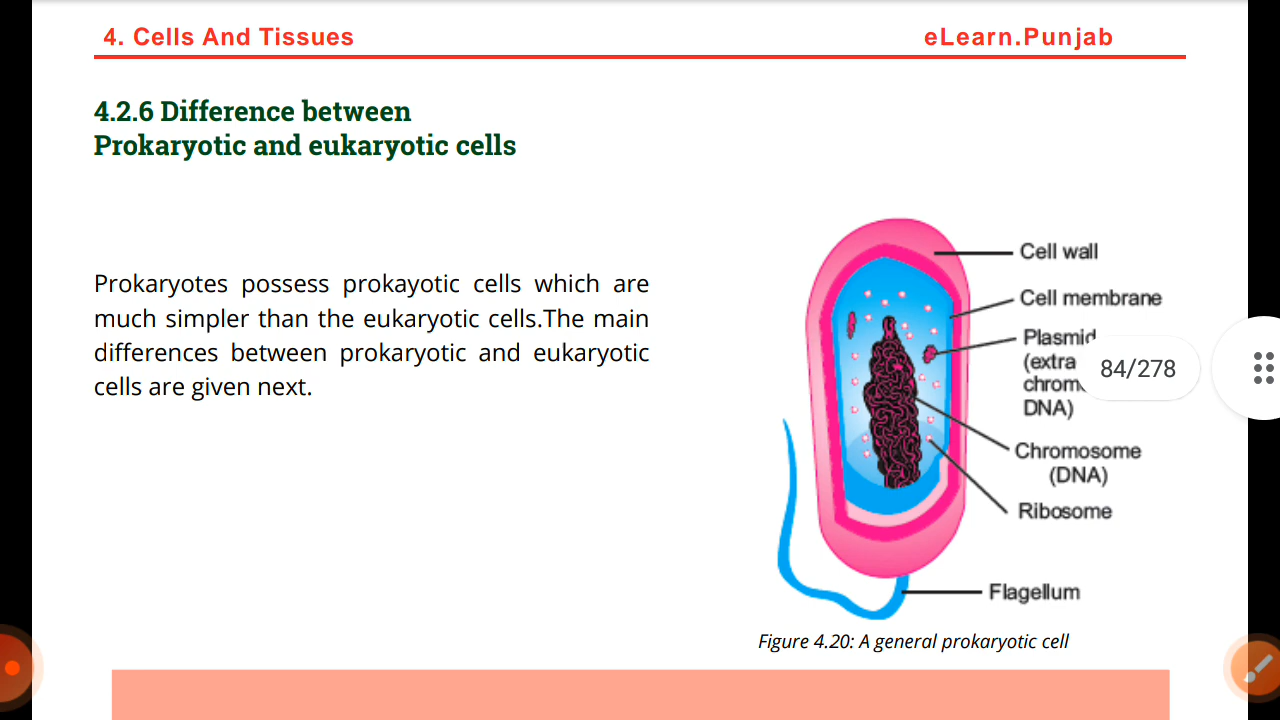 4. Cells And Tissues
eLearn.Punjab
4.2.6 Difference between
Prokaryotic and eukaryotic cells
Prokaryotes possess prokayotic cells which are
much simpler than the eukaryotic cells.The main
differences between prokaryotic and eukaryotic
cells are given next.
Cell wall
Cell membrane
Plasmid
(extra
DNA)
84/278
Chromosome
(DNA)
Ribosome
Flagellum
Figure 4.20: A general prokaryotic cell